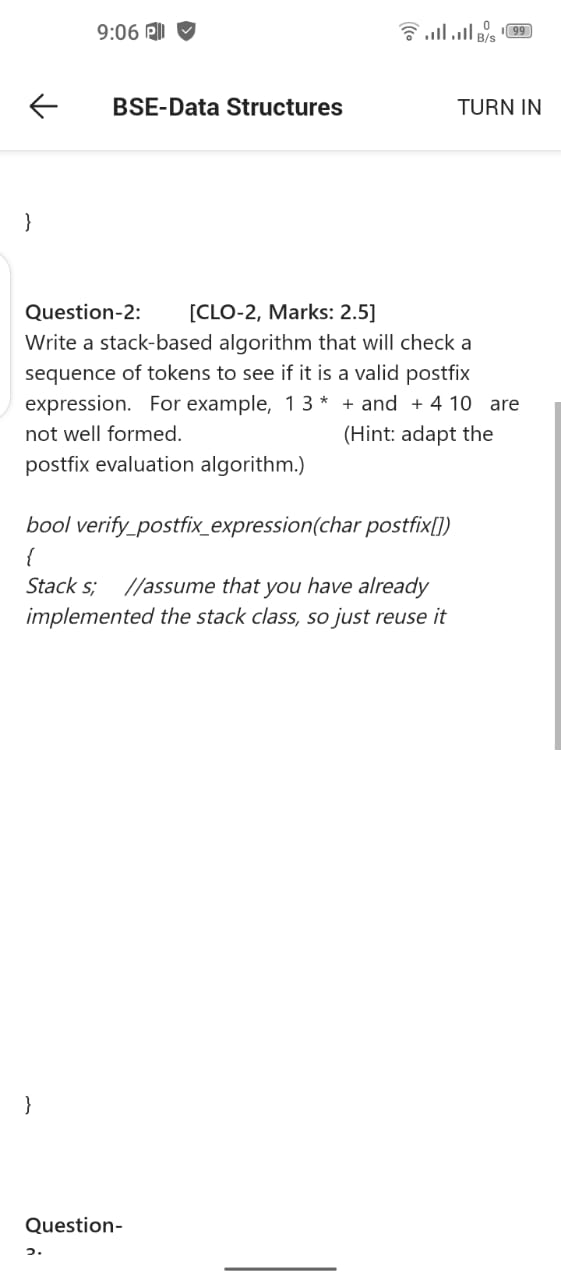 9:06
0
B/s
99
BSE-Data Structures TURN IN
}
Question-2: [CLO-2, Marks: 2.5]
Write a stack-based algorithm that will check a
sequence of tokens to see if it is a valid postfix
expression. For example, 1 3 * + and + 4 10 are
not well formed. (Hint: adapt the
postfix evaluation algorithm.)
bool verify_postfix_expression(char postfix[])
{
Stack s; //assume that you have already
implemented the stack class, so just reuse it
}
Question-